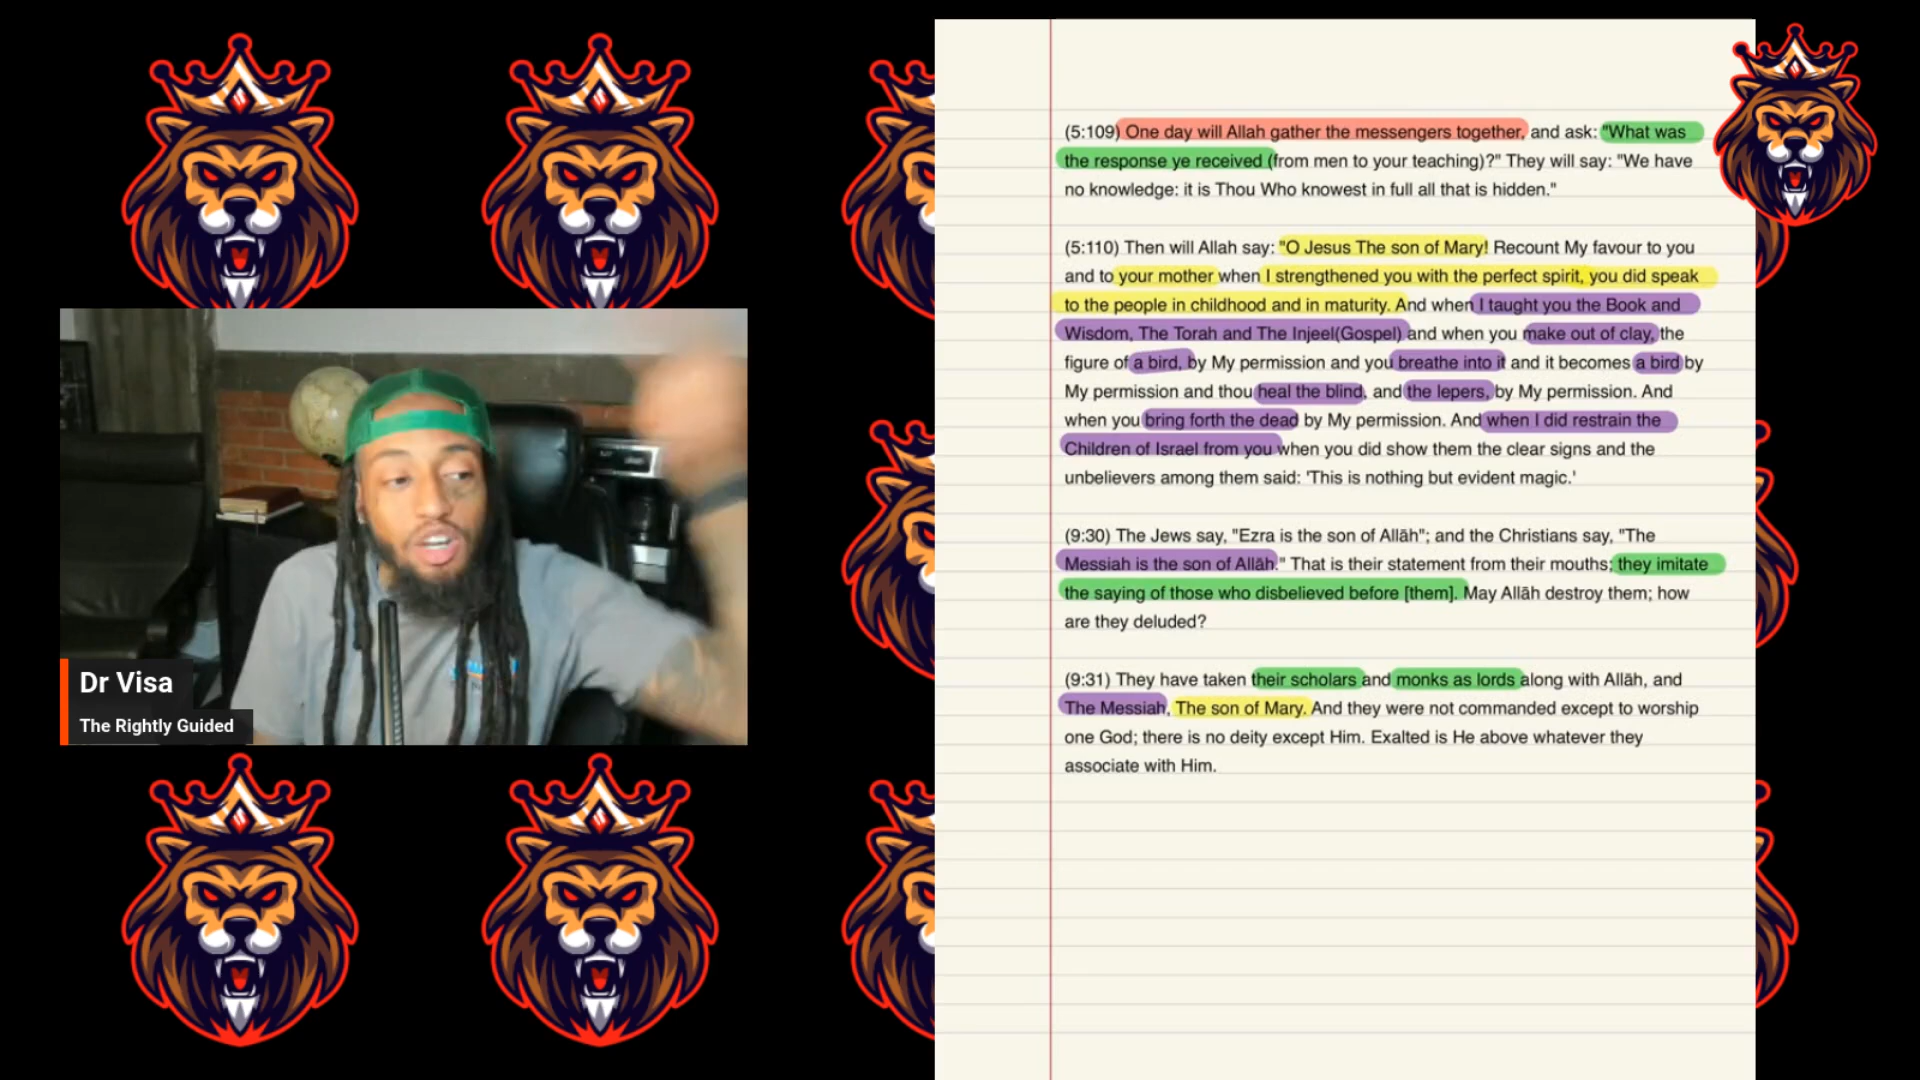 (5:109) One day will Allah gather the messengers together, and ask: "What was
the response ye received (from men to your teaching)?" They will say: "We have
no knowledge: it is Thou Who knowest in full all that is hidden."
(5:110) Then will Allah say: "O Jesus The son of Mary! Recount My favour to you
and to your mother when I strengthened you with the perfect spirit, you did speak
to the people in childhood and in maturity. And when I taught you the Book and
Wisdom, The Torah and The Injeel(Gospel) and when you make out of clay, the
figure of a bird, by My permission and you breathe into it and it becomes a bird by
My permission and thou heal the blind, and the lepers, by My permission. And
when you bring forth the dead by My permission. And when I did restrain the
Children of Israel from you when you did show them the clear signs and the
unbelievers among them said: 'This is nothing but evident magic.'
(9:30) The Jews say, "Ezra is the son of Allāh"; and the Christians say, "The
Messiah is the son of Allāh." That is their statement from their mouths; they imitate
the saying of those who disbelieved before [them]. May Allāh destroy them; how
are they deluded?
(9:31) They have taken their scholars and monks as lords along with Allāh, and
The Messiah, The son of Mary. And they were not commanded except to worship
one God; there is no deity except Him. Exalted is He above whatever they
associate with Him.
Dr Visa
The Rightly Guided